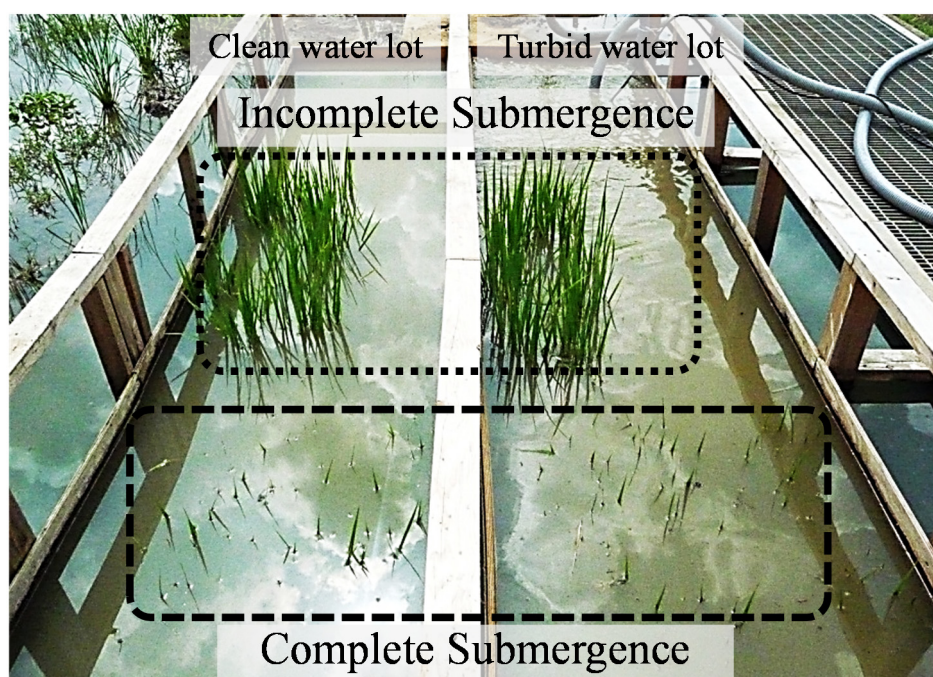 Clean water lot
Turbid water lot
Incomplete Submergence
Complete Submergence